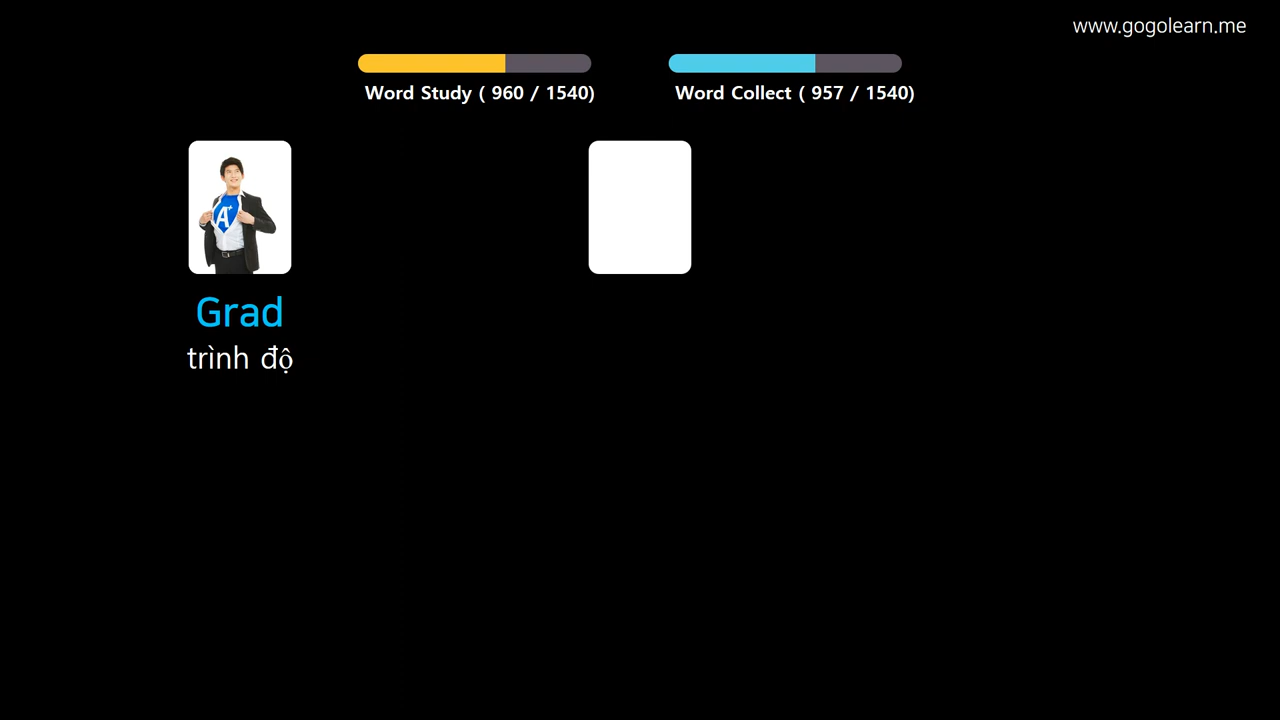 www.gogolearn.me
Word Study ( 960 / 1540)
Word Collect ( 957 / 1540)
A+
Grad
trình độ